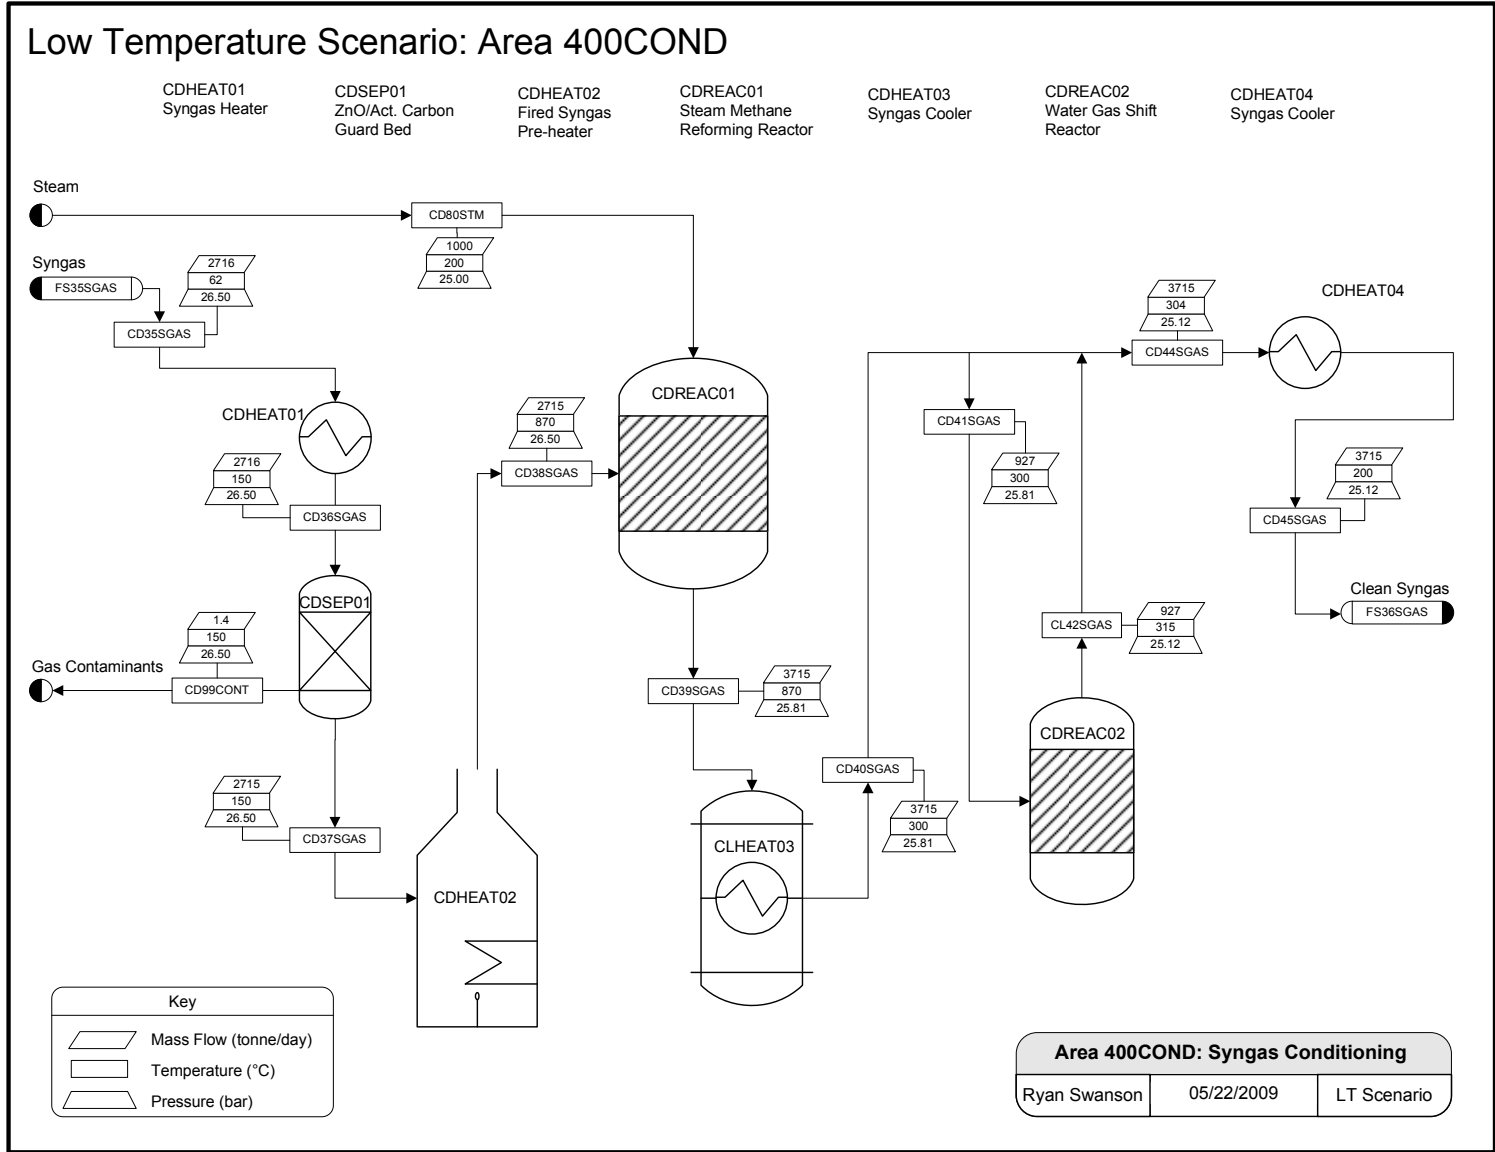 Low Temperature Scenario: Area 400COND
CDHEAT01
Syngas Heater
CDSEP01
ZnO/Act. Carbon
Guard Bed
CDHEAT02
Fired Syngas
Pre-heater
CDREAC01
Steam Methane
Reforming Reactor
CDHEAT03
Syngas Cooler
CDREAC02
Water Gas Shift
Reactor
CDHEAT04
Syngas Cooler
Steam
CD80STM
1000
200
25.00
Syngas
FS35SGAS
2716
62
26.50
CD35SGAS
CDHEAT01
2716
150
26.50
CD36SGAS
CDSEP01
1.4
150
26.50
Gas Contaminants
CD99CONT
2715
150
26.50
CD37SGAS
CDHEAT02
2715
870
26.50
CD38SGAS
CDREAC01
CD39SGAS
3715
870
25.81
CLHEAT03
CD40SGAS
3715
300
25.81
CD41SGAS
927
300
25.81
CDREAC02
CL42SGAS
927
315
25.12
3715
304
25.12
CD44SGAS
CDHEAT04
3715
200
25.12
CD45SGAS
Clean Syngas
FS36SGAS
Key
Mass Flow (tonne/day)
Temperature (°C)
Pressure (bar)
Area 400COND: Syngas Conditioning
Ryan Swanson
05/22/2009
LT Scenario